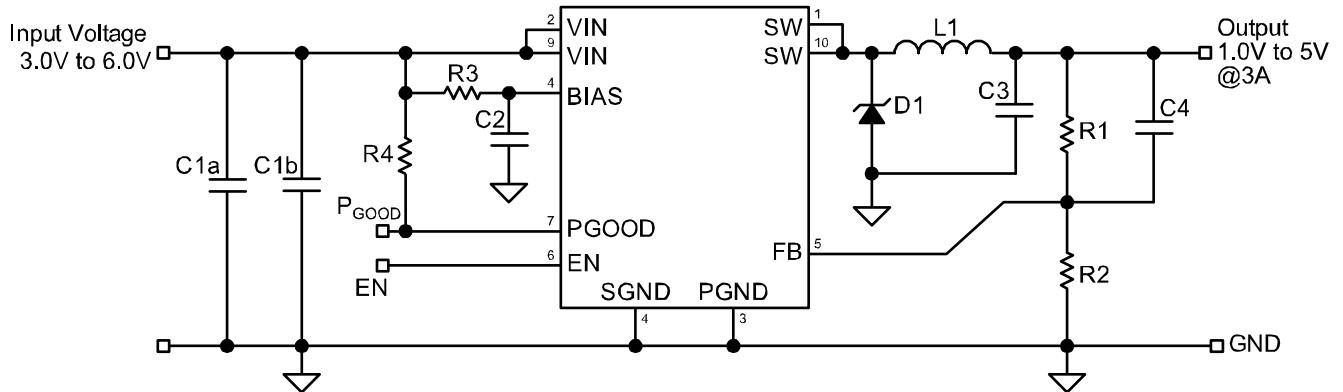 Input Voltage
3.0V to 6.0V
2
VIN
9
VIN
R3
4
BIAS
C2
R4
C1a
C1b
PGOOD
7
PGOOD
6
EN
EN
SGND
PGND
4
3
1
SW
10
SW
L1
Output
1.0V to 5V
@3A
D1
C3
R1
C4
5
FB
R2
GND